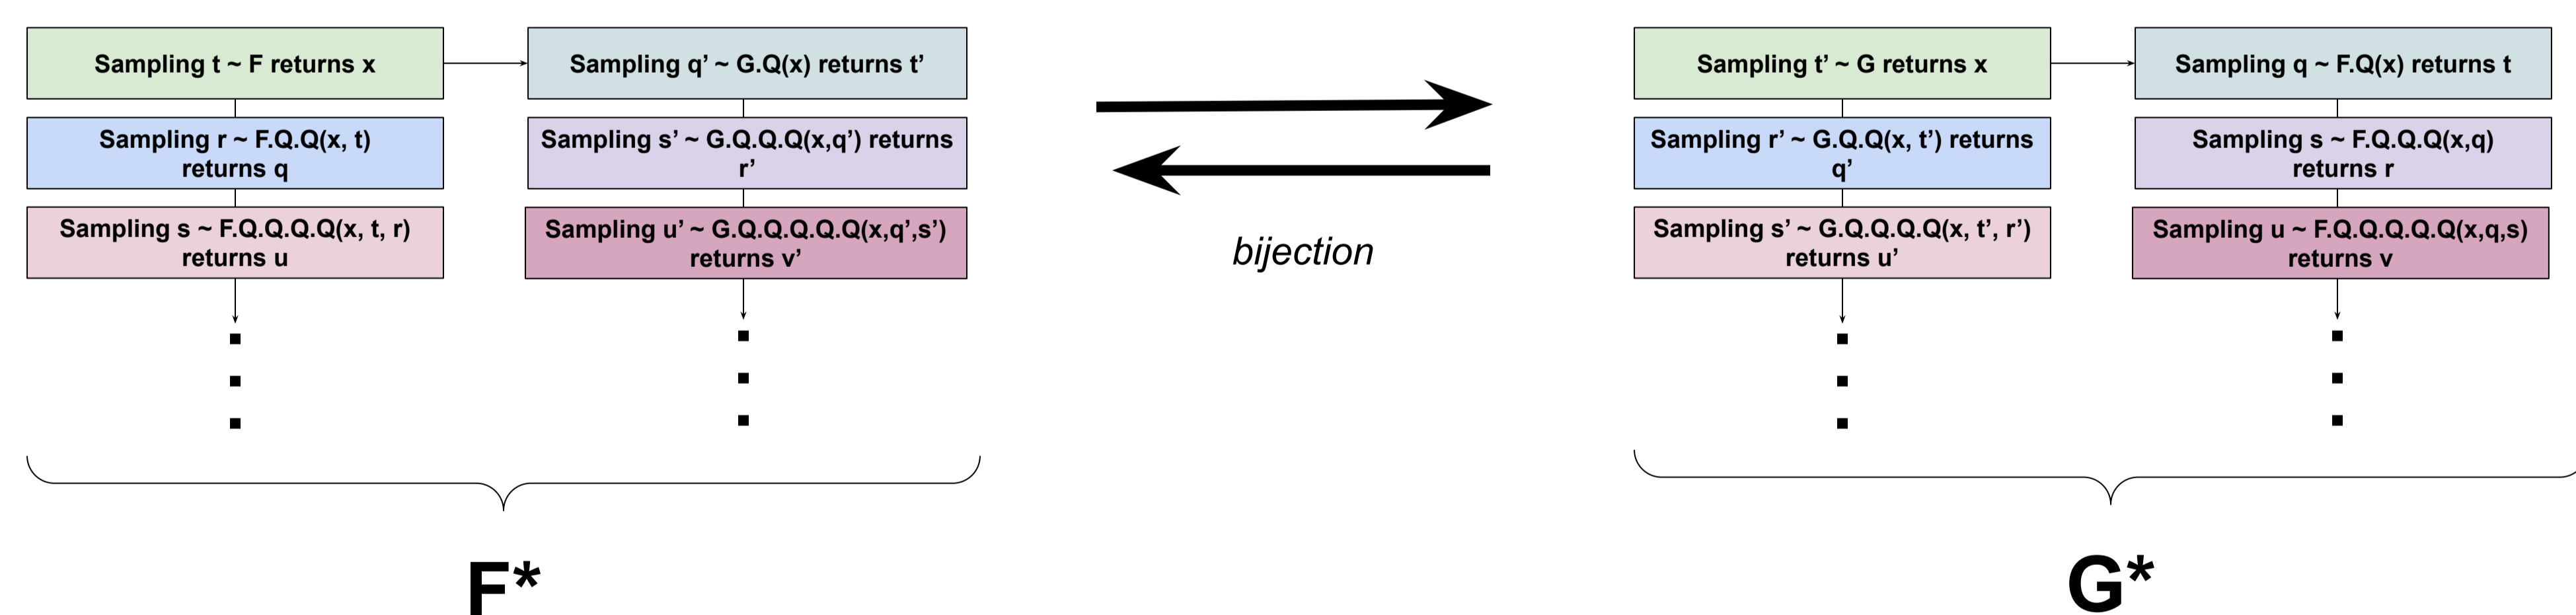 Sampling t ~ F returns x
Sampling q’ ~ G.Q(x) returns t’
Sampling r ~ F.Q.Q(x, t)
returns q
Sampling s’ ~ G.Q.Q.Q(x,q’) returns
r’
Sampling s ~ F.Q.Q.Q.Q(x, t, r)
returns u
Sampling u’ ~ G.Q.Q.Q.Q.Q(x,q’,s’)
returns v’
F*
bijection
Sampling t’ ~ G returns x
Sampling q ~ F.Q(x) returns t
Sampling r’ ~ G.Q.Q(x, t’) returns
q’
Sampling s ~ F.Q.Q.Q(x,q)
returns r
Sampling s’ ~ G.Q.Q.Q.Q(x, t’, r’)
returns u’
Sampling u ~ F.Q.Q.Q.Q.Q(x,q,s)
returns v
G*